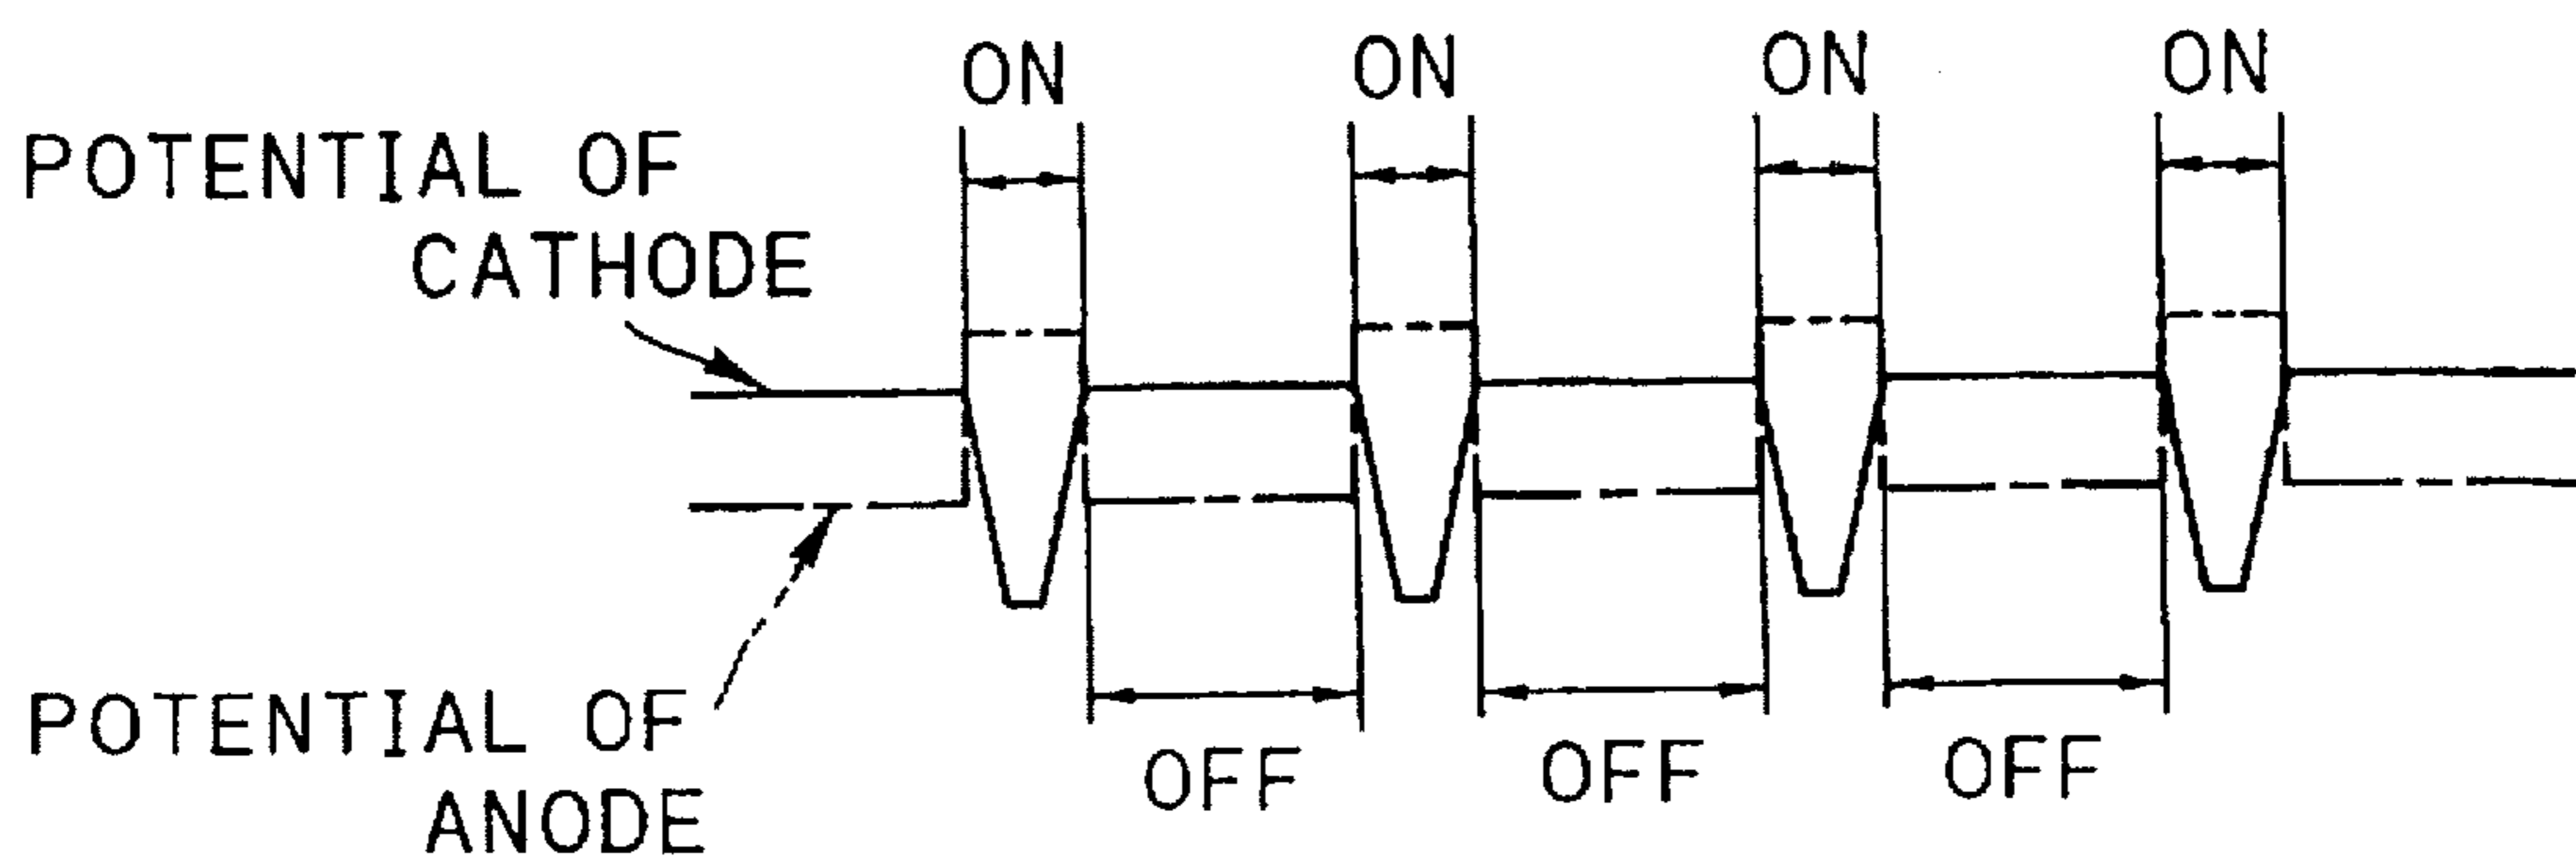 ON ON ON ON
POTENTIAL OF
CATHODE
POTENTIAL OF
ANODE
OFF OFF OFF